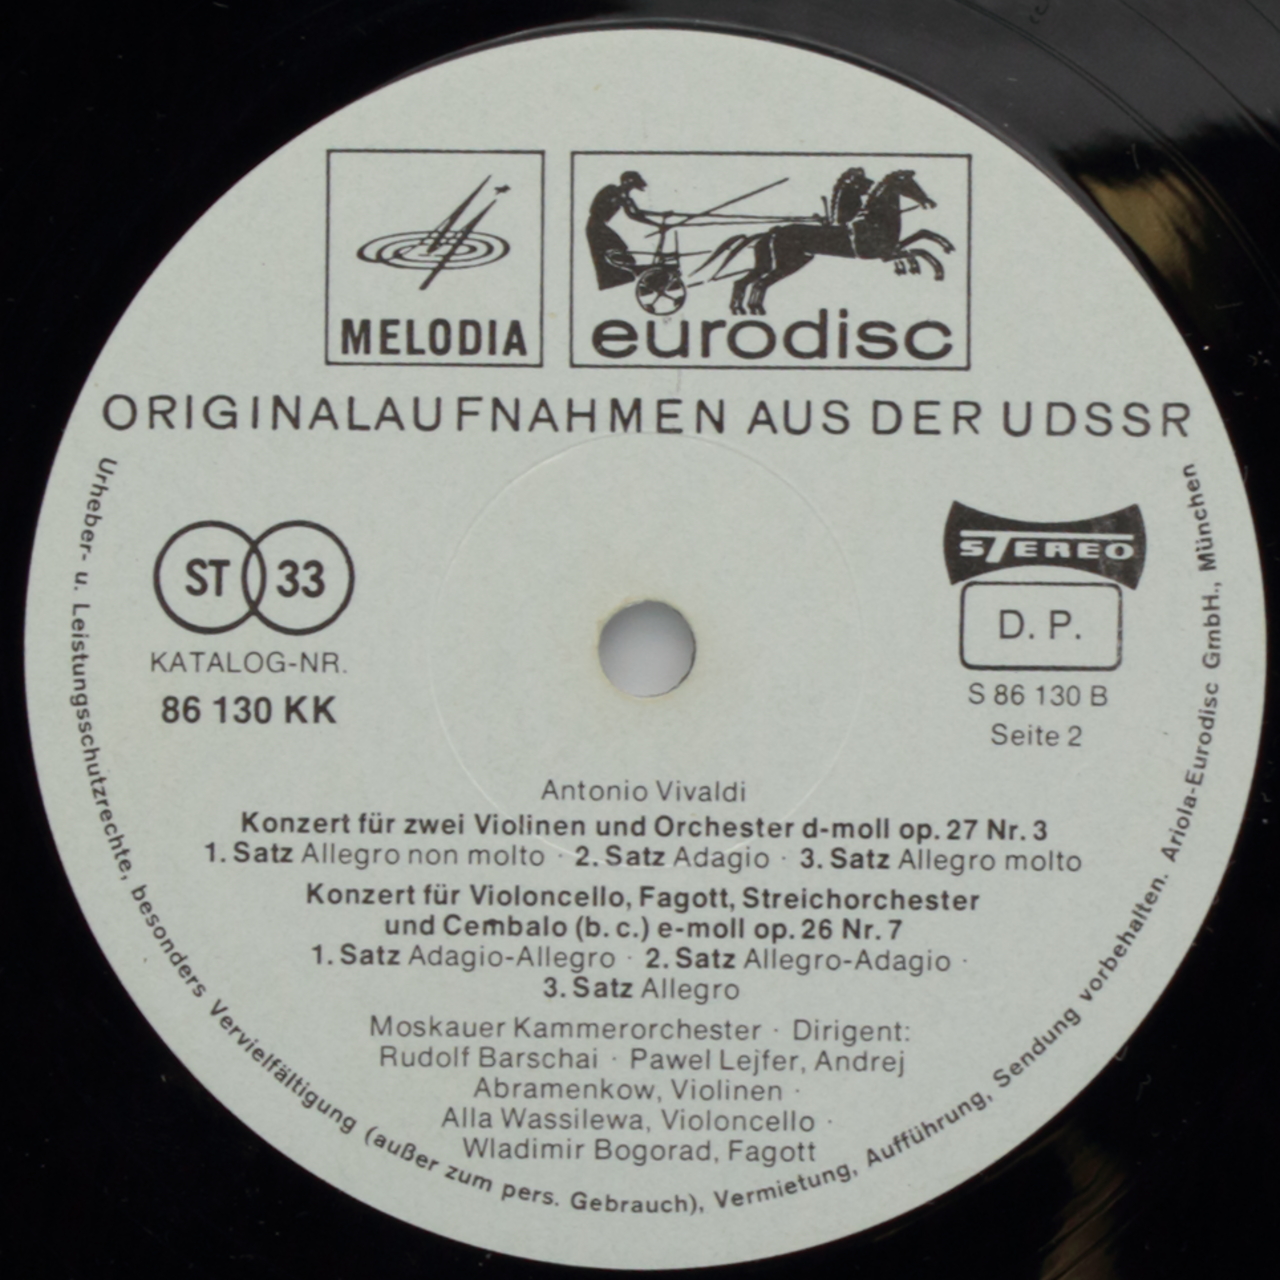 MELODIA
eurodisc
ORIGINALAUFNAHMEN AUS DER UDSSR
ST 33
KATALOG-NR.
86 130 KK
STEREO
D. P.
S 86 130 B
Seite 2
Antonio Vivaldi
Konzert für zwei Violinen und Orchester d-moll op. 27 Nr. 3
1. Satz Allegro non molto · 2. Satz Adagio · 3. Satz Allegro molto
Konzert für Violoncello, Fagott, Streichorchester
und Cembalo (b. c.) e-moll op. 26 Nr. 7
1. Satz Adagio-Allegro · 2. Satz Allegro-Adagio ·
3. Satz Allegro
Moskauer Kammerorchester · Dirigent:
Rudolf Barschai · Pawel Lejfer, Andrej
Abramenkow, Violinen ·
Alla Wassilewa, Violoncello ·
Wladimir Bogorad, Fagott
Urheber- u. Leistungsschutzrechte, besonders Vervielfältigung (außer zum pers. Gebrauch), Vermietung, Aufführung, Sendung vorbehalten. Ariola-Eurodisc GmbH., München